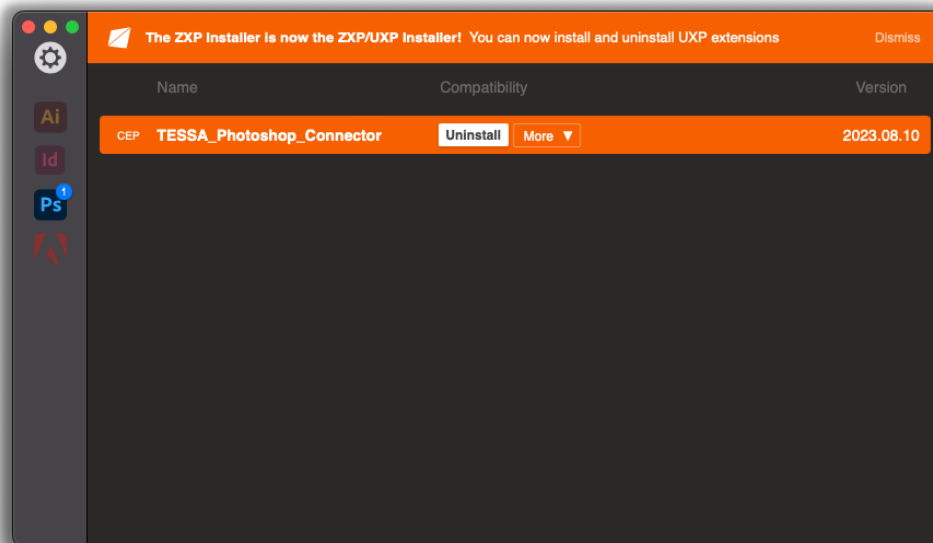 The ZXP Installer is now the ZXP/UXP Installer! You can now install and uninstall UXP extensions Dismiss
Name Compatibility Version
Ai
CEP TESSA_Photoshop_Connector Uninstall More ▼ 2023.08.10
Id
1
Ps